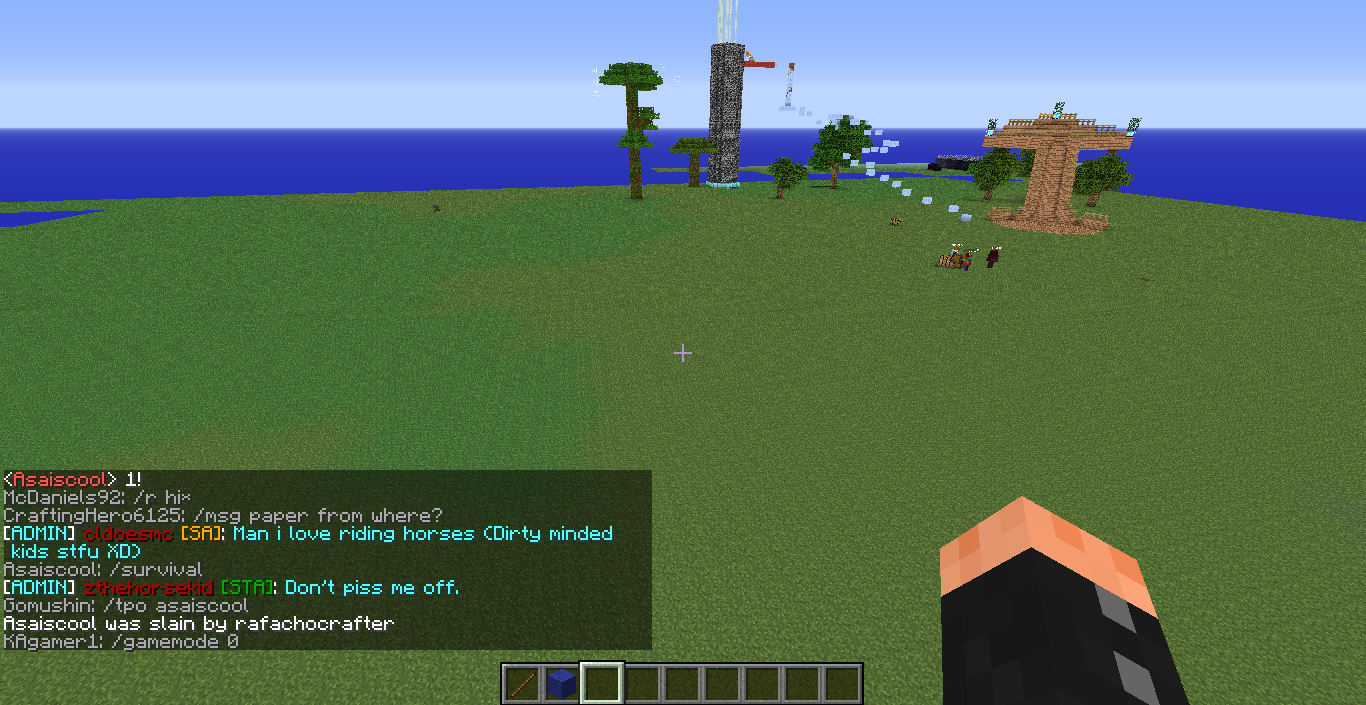 <Asaiscool> 1!
McDaniels92: /r hi*
CraftingHero6125: /msg paper from where?
[ADMIN] cldoesmc [SA]: Man i love riding horses (Dirty minded
kids stfu XD)
Asaiscool: /survival
[ADMIN] zthehorsekid [STA]: Don't piss me off.
Gomushin: /tpo asaiscool
Asaiscool was slain by rafachocrafter
KAgamer1: /gamemode 0